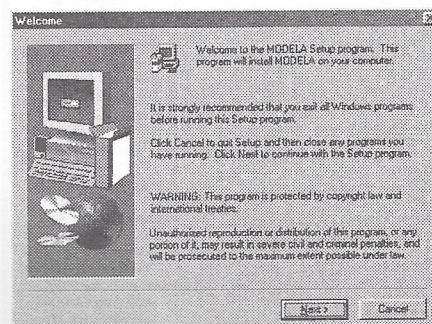 Welcome
Welcome to the MODELA Setup program. This
program will install MODELA on your computer.
It is strongly recommended that you exit all Windows programs
before running this Setup program.
Click Cancel to quit Setup and then close any programs you
have running. Click Next to continue with the Setup program.
WARNING: This program is protected by copyright law and
international treaties.
Unauthorized reproduction or distribution of this program, or any
portion of it, may result in severe civil and criminal penalties, and
will be prosecuted to the maximum extent possible under law.
Next >
Cancel